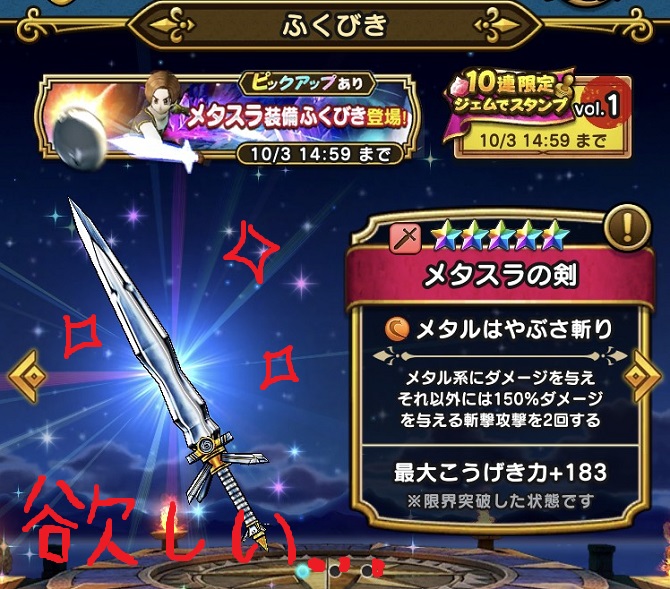 ふくびき
ピックアップあり
メタスラ装備ふくびき登場!
10/3 14:59 まで
10連限定
ジェムでスタンプ vol.1
10/3 14:59 まで
メタスラの剣
メタルはやぶさ斬り
メタル系にダメージを与え
それ以外には150%ダメージ
を与える斬撃攻撃を2回する
最大こうげき力+183
※限界突破した状態です
欲しい...